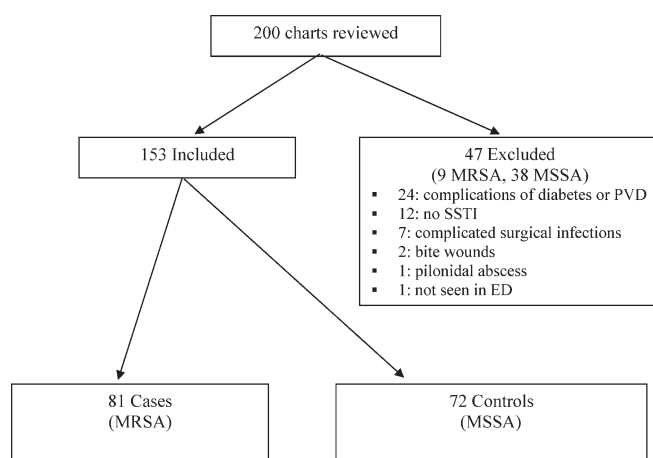 200 charts reviewed
153 Included
47 Excluded
(9 MRSA, 38 MSSA)
▪ 24: complications of diabetes or PVD
▪ 12: no SSTI
▪ 7: complicated surgical infections
▪ 2: bite wounds
▪ 1: pilonidal abscess
▪ 1: not seen in ED
81 Cases
(MRSA)
72 Controls
(MSSA)